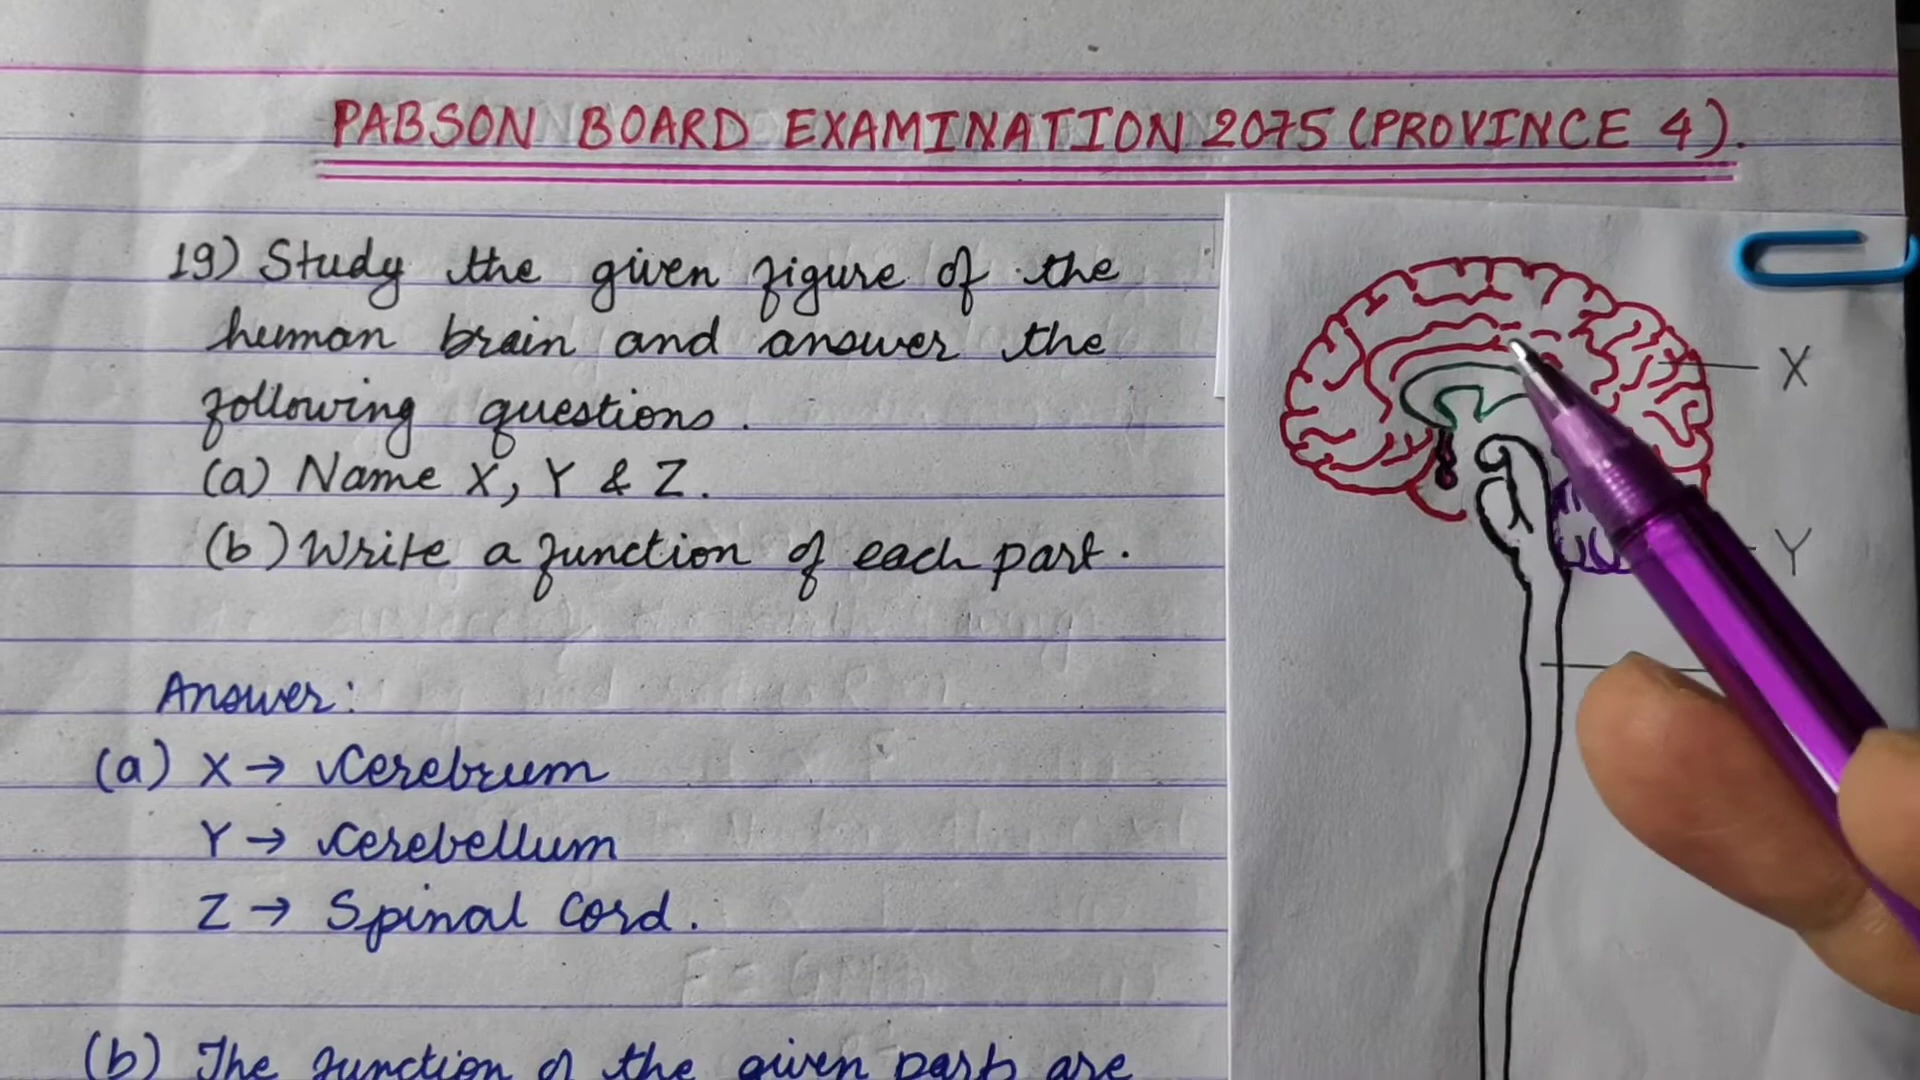 PABSON BOARD EXAMINATION 2075 (PROVINCE 4).
19) Study the given figure of the
human brain and answer the
following questions.
(a) Name X, Y & Z.
(b) Write a function of each part.
X
Y
Answer:
(a) X → Cerebrum
Y → Cerebellum
Z → Spinal Cord.
(b) The function of the given parts are